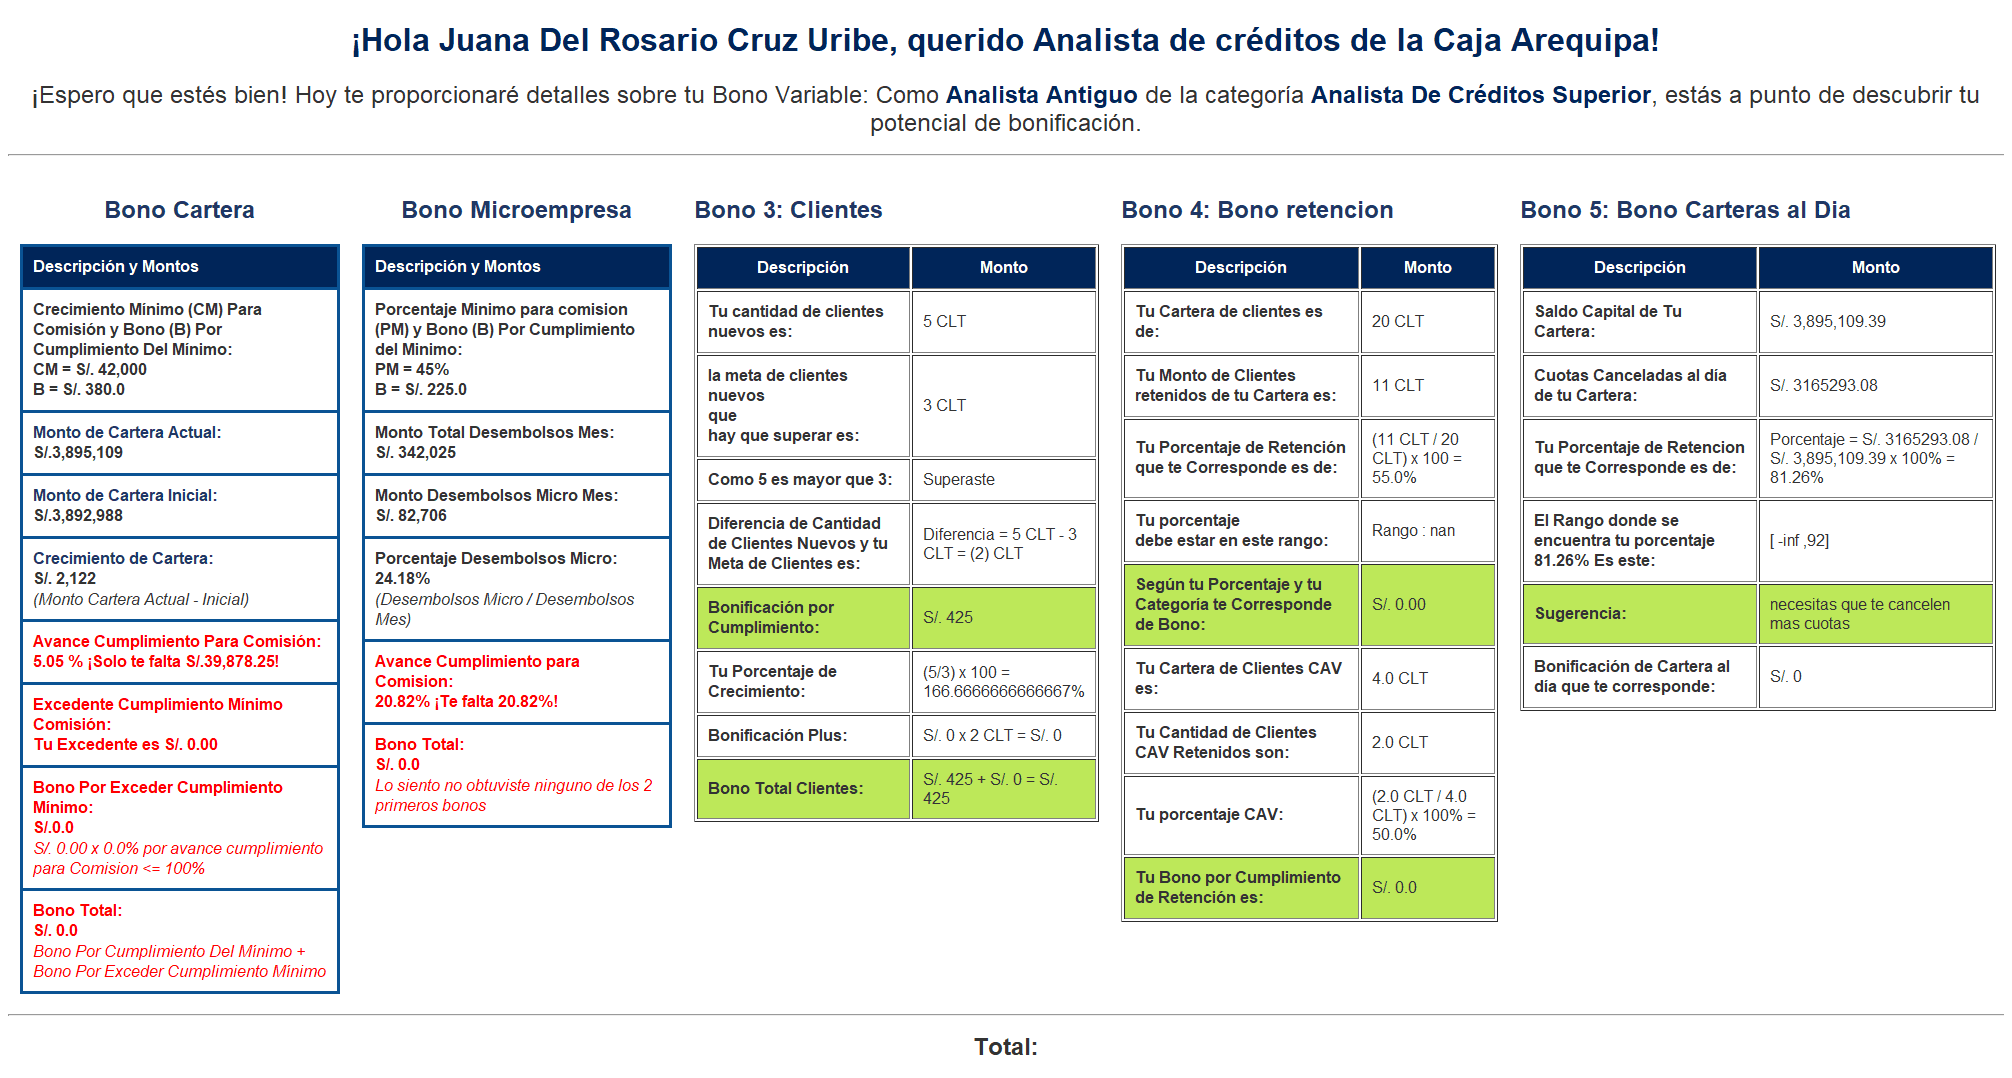 ¡Hola Juana Del Rosario Cruz Uribe, querido Analista de créditos de la Caja Arequipa!
¡Espero que estés bien! Hoy te proporcionaré detalles sobre tu Bono Variable: Como Analista Antiguo de la categoría Analista De Créditos Superior, estás a punto de descubrir tu
potencial de bonificación.
Bono Cartera
Descripción y Montos
Crecimiento Mínimo (CM) Para
Comisión y Bono (B) Por
Cumplimiento Del Mínimo:
CM = S/. 42,000
B = S/. 380.0
Monto de Cartera Actual:
S/.3,895,109
Monto de Cartera Inicial:
S/.3,892,988
Crecimiento de Cartera:
S/. 2,122
(Monto Cartera Actual - Inicial)
Avance Cumplimiento Para Comisión:
5.05 % ¡Solo te falta S/.39,878.25!
Excedente Cumplimiento Mínimo
Comisión:
Tu Excedente es S/. 0.00
Bono Por Exceder Cumplimiento
Mínimo:
S/.0.0
S/. 0.00 x 0.0% por avance cumplimiento
para Comision <= 100%
Bono Total:
S/. 0.0
Bono Por Cumplimiento Del Mínimo +
Bono Por Exceder Cumplimiento Mínimo
Bono Microempresa
Descripción y Montos
Porcentaje Minimo para comision
(PM) y Bono (B) Por Cumplimiento
del Minimo:
PM = 45%
B = S/. 225.0
Monto Total Desembolsos Mes:
S/. 342,025
Monto Desembolsos Micro Mes:
S/. 82,706
Porcentaje Desembolsos Micro:
24.18%
(Desembolsos Micro / Desembolsos
Mes)
Avance Cumplimiento para
Comision:
20.82% ¡Te falta 20.82%!
Bono Total:
S/. 0.0
Lo siento no obtuviste ninguno de los 2
primeros bonos
Bono 3: Clientes
Descripción Monto
Tu cantidad de clientes
nuevos es:
5 CLT
la meta de clientes
nuevos
que
hay que superar es:
3 CLT
Como 5 es mayor que 3: Superaste
Diferencia de Cantidad
de Clientes Nuevos y tu
Meta de Clientes es:
Diferencia = 5 CLT - 3
CLT = (2) CLT
Bonificación por
Cumplimiento:
S/. 425
Tu Porcentaje de
Crecimiento:
(5/3) x 100 =
166.6666666666667%
Bonificación Plus: S/. 0 x 2 CLT = S/. 0
Bono Total Clientes:
S/. 425 + S/. 0 = S/.
425
Bono 4: Bono retencion
Descripción Monto
Tu Cartera de clientes es
de:
20 CLT
Tu Monto de Clientes
retenidos de tu Cartera es:
11 CLT
Tu Porcentaje de Retención
que te Corresponde es de:
(11 CLT / 20
CLT) x 100 =
55.0%
Tu porcentaje
debe estar en este rango:
Rango : nan
Según tu Porcentaje y tu
Categoría te Corresponde
de Bono:
S/. 0.00
Tu Cartera de Clientes CAV
es:
4.0 CLT
Tu Cantidad de Clientes
CAV Retenidos son:
2.0 CLT
Tu porcentaje CAV:
(2.0 CLT / 4.0
CLT) x 100% =
50.0%
Tu Bono por Cumplimiento
de Retención es:
S/. 0.0
Bono 5: Bono Carteras al Dia
Descripción Monto
Saldo Capital de Tu
Cartera:
S/. 3,895,109.39
Cuotas Canceladas al día
de tu Cartera:
S/. 3165293.08
Tu Porcentaje de Retencion
que te Corresponde es de:
Porcentaje = S/. 3165293.08 /
S/. 3,895,109.39 x 100% =
81.26%
El Rango donde se
encuentra tu porcentaje
81.26% Es este:
[ -inf ,92]
Sugerencia:
necesitas que te cancelen
mas cuotas
Bonificación de Cartera al
día que te corresponde:
S/. 0
Total: